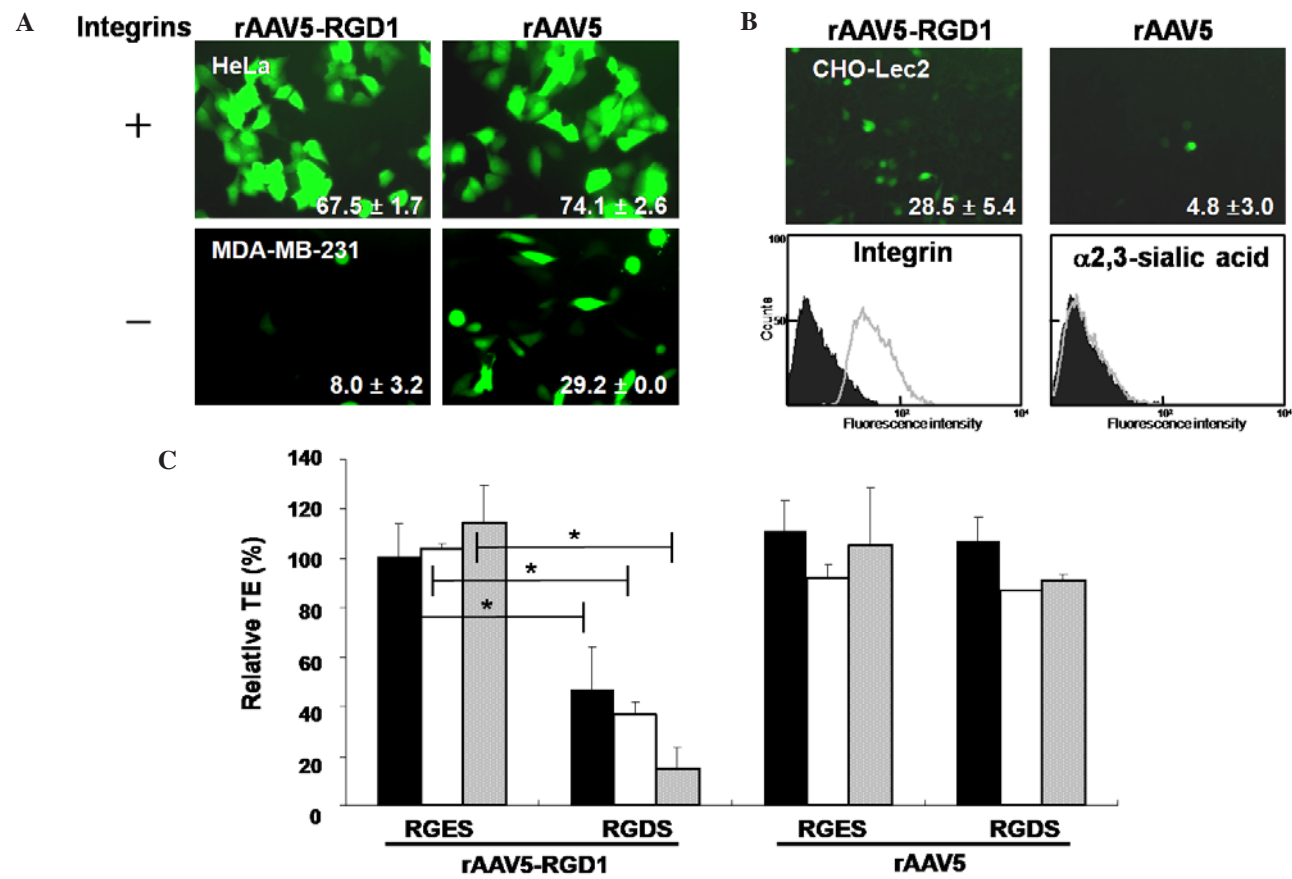 A
Integrins
rAAV5-RGD1
rAAV5
HeLa
+
67.5 ± 1.7
74.1 ± 2.6
MDA-MB-231
−
8.0 ± 3.2
29.2 ± 0.0
B
rAAV5-RGD1
rAAV5
CHO-Lec2
28.5 ± 5.4
4.8 ±3.0
100
Integrin
α2,3-sialic acid
Counts
50
10²
10⁴
10²
10⁴
Fluorescence intensity
Fluorescence intensity
C
Relative TE (%)
140
120
100
80
60
40
20
0
*
*
*
RGES
RGDS
RGES
RGDS
rAAV5-RGD1
rAAV5